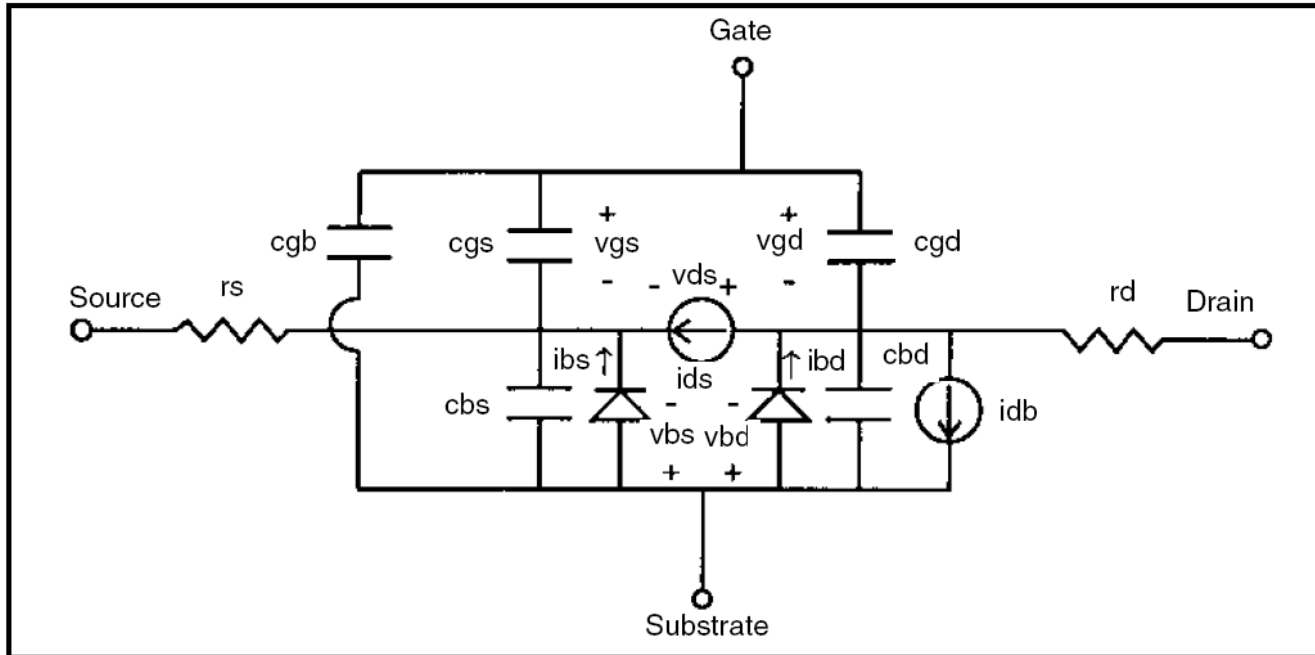 Gate
+ +
cgb cgs vgs vgd cgd
- - vds + -
Source rs rd Drain
ibs ↑ ids ↑ ibd cbd
cbs - - idb
vbs vbd
+ +
Substrate